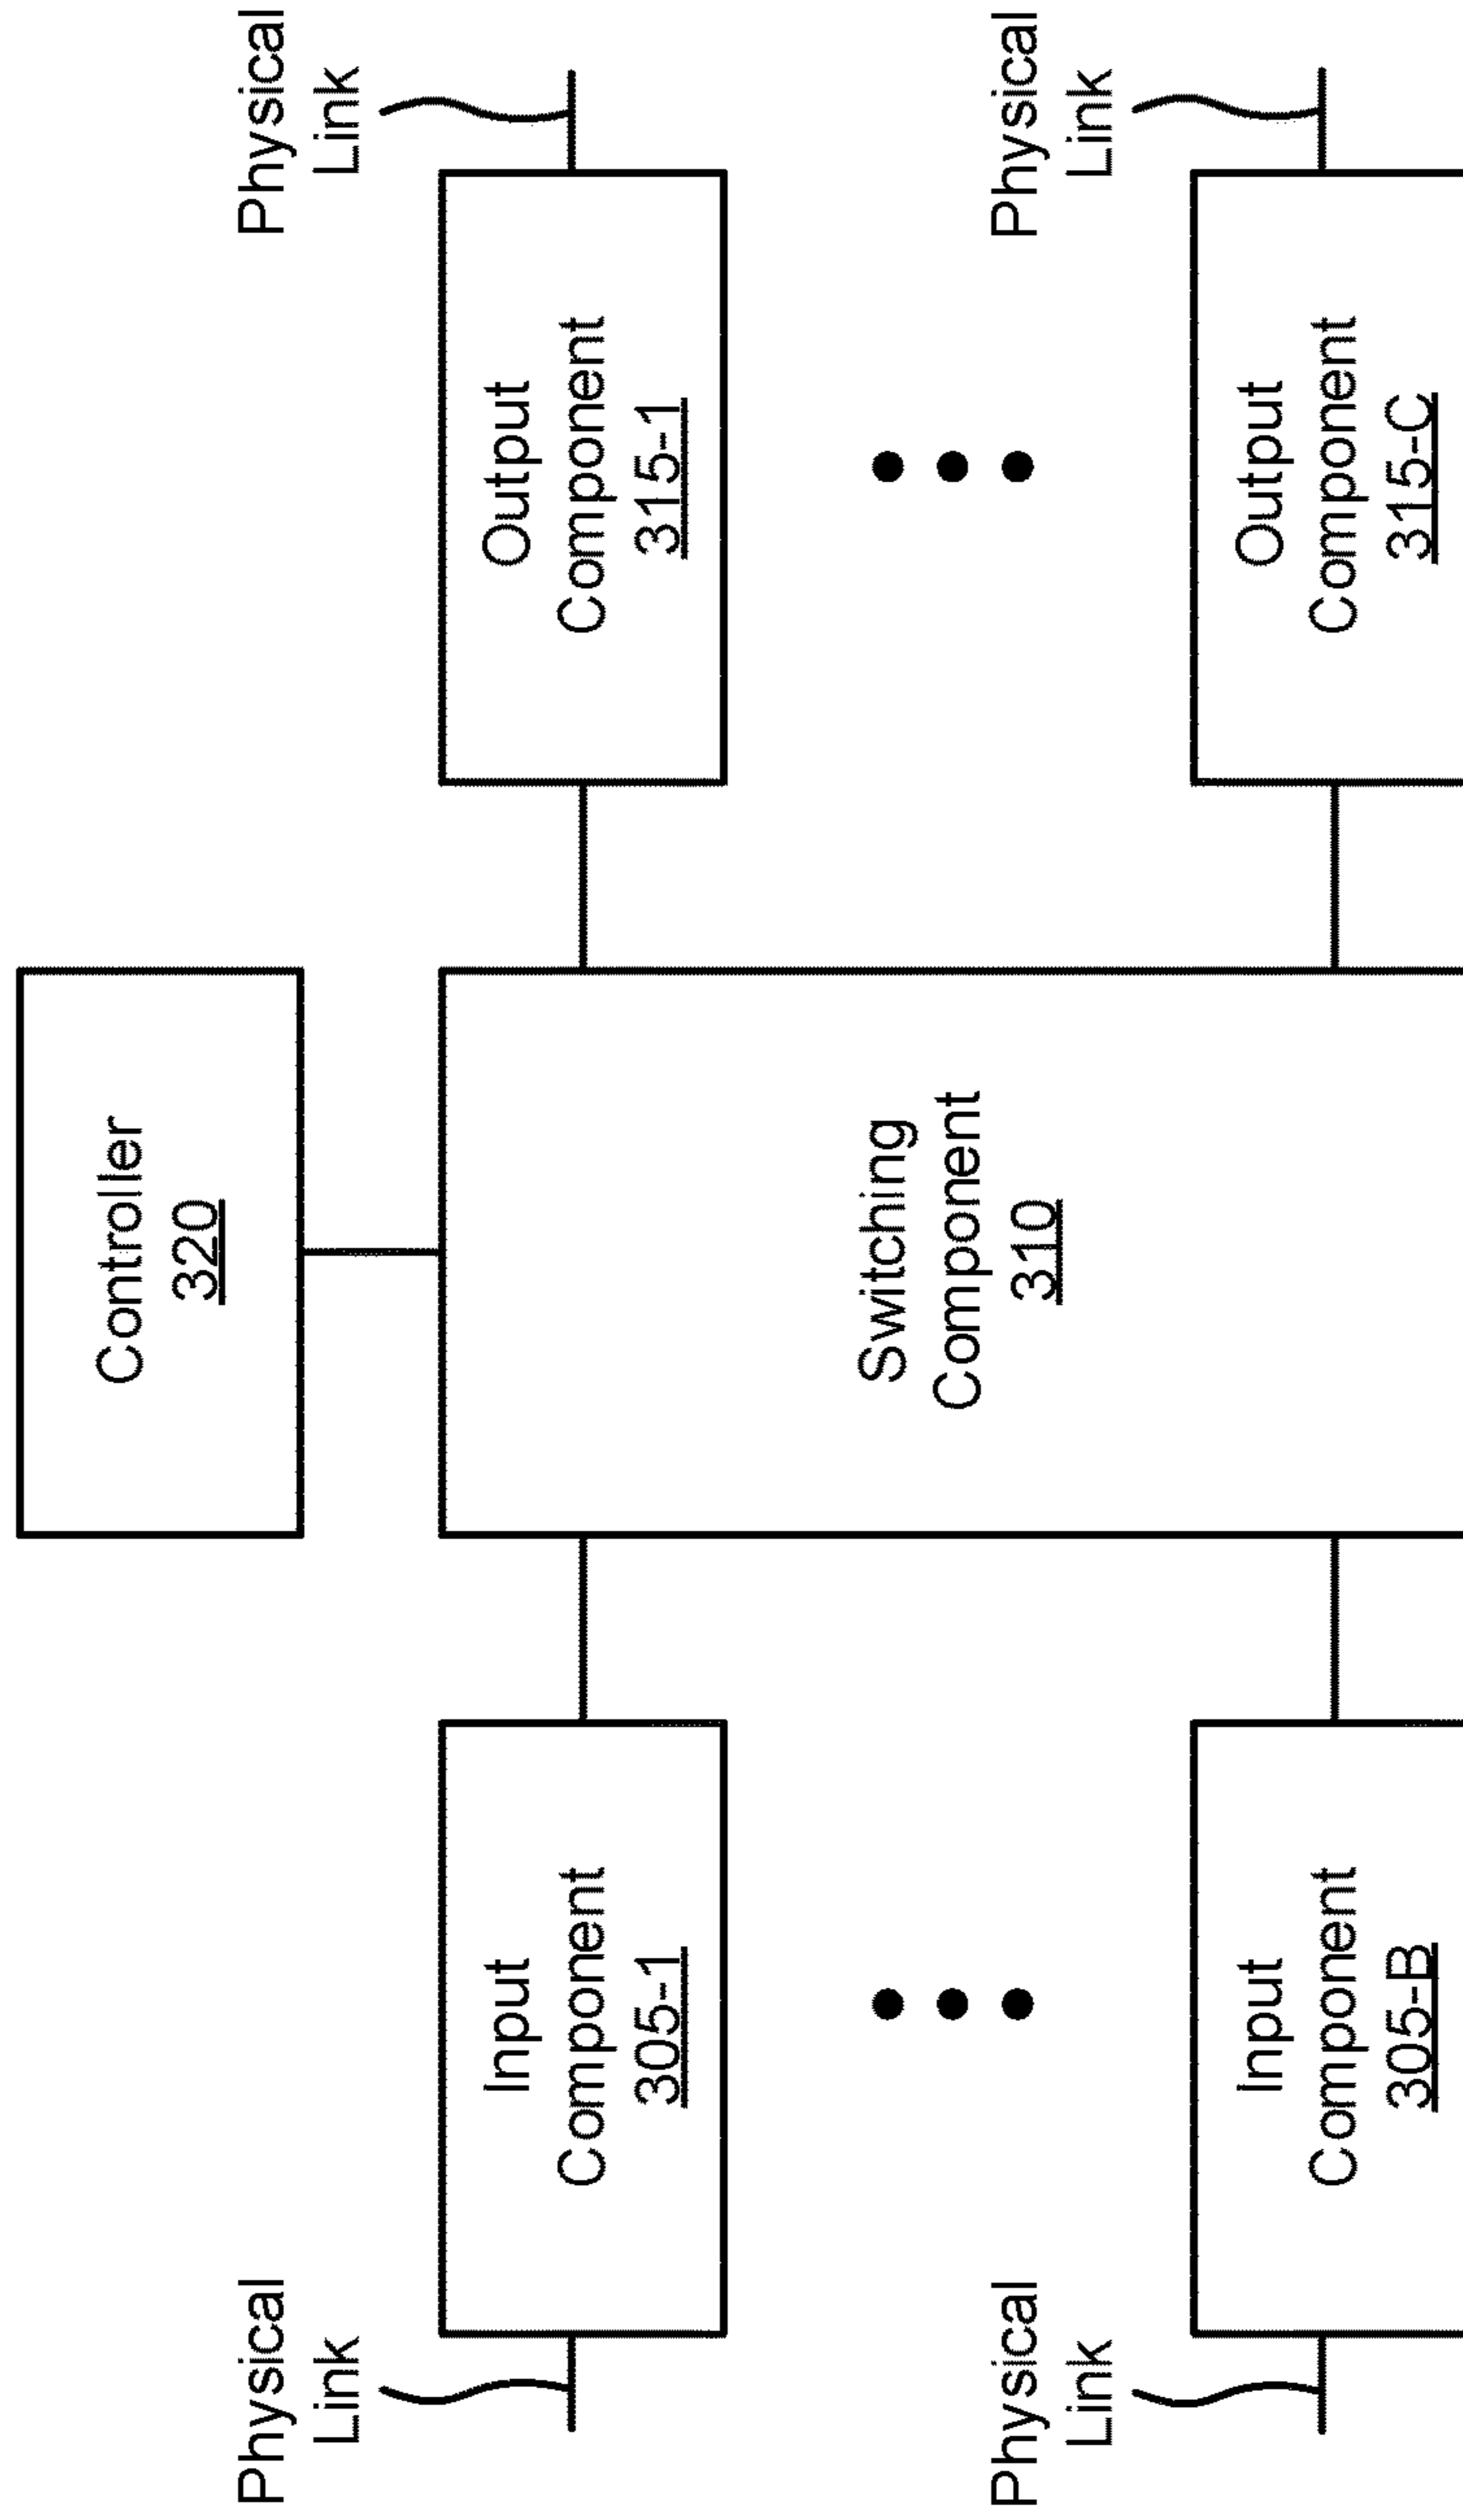 Controller
320
Physical
Link
Physical
Link
Input
Component
305-1
Output
Component
315-1
Switching
Component
310
Physical
Link
Physical
Link
Input
Component
305-B
Output
Component
315-C